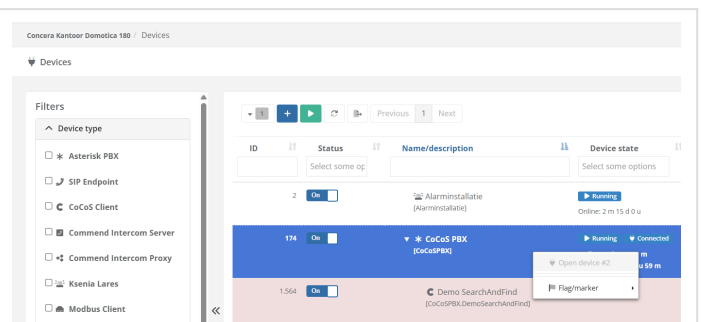 Concera Kantoor Domotica 180 / Devices
Devices
Filters
Device type
Asterisk PBX
SIP Endpoint
CoCoS Client
Commend Intercom Server
Commend Intercom Proxy
Ksenia Lares
Modbus Client
1 Previous 1 Next
ID Status Name/description Device state
Select some op Select some options
2 On Alarminstallatie Running
[Alarminstallatie] Online: 2 m 15 d 0 u
174 On CoCoS PBX Running Connected
[CoCoSPBX] m
u 59 m
Open device #2
Flag/marker
1.564 On Demo SearchAndFind
[CoCoSPBX.DemoSearchAndFind]